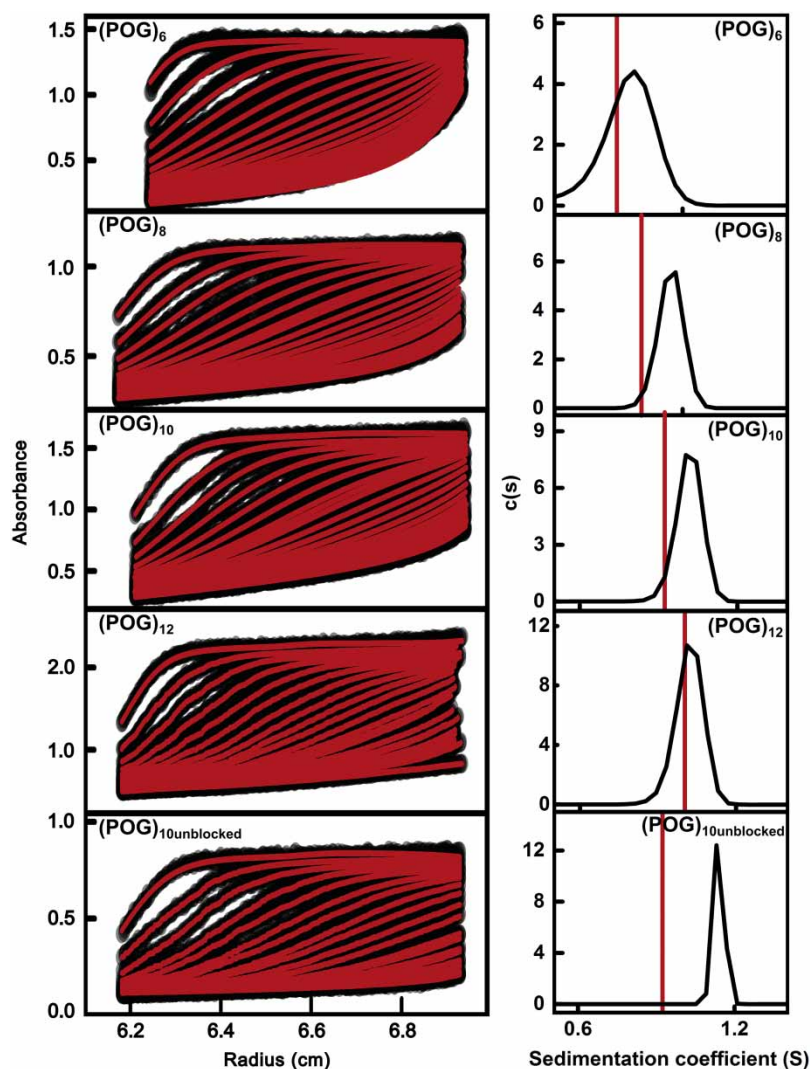 (POG)6
1.5
1.0
0.5
(POG)8
1.0
0.5
(POG)10
1.5
1.0
0.5
(POG)12
2.0
1.0
(POG)10unblocked
1.0
0.5
0.0
6.2 6.4 6.6 6.8
Radius (cm)
Absorbance
(POG)6
6
4
2
0
(POG)8
6
4
2
0
(POG)10
9
6
3
0
(POG)12
12
8
4
0
(POG)10unblocked
12
8
4
0
0.6 1.2
Sedimentation coefficient (S)
c(s)